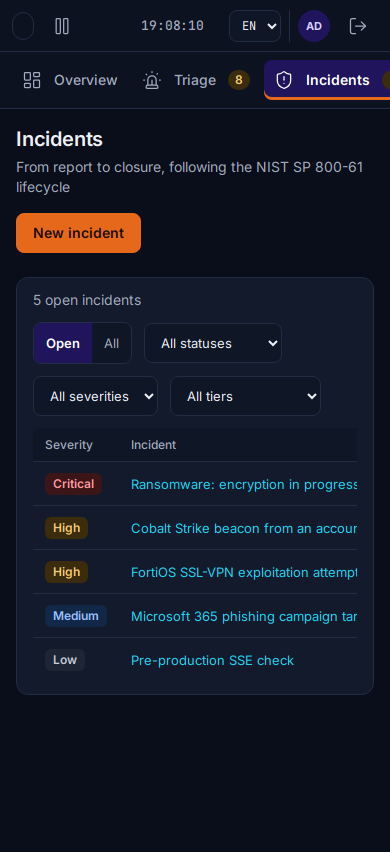 19:08:10 EN AD
Overview Triage 8 Incidents
Incidents
From report to closure, following the NIST SP 800-61
lifecycle
New incident
5 open incidents
Open All All statuses
All severities All tiers
Severity Incident
Critical Ransomware: encryption in progress
High Cobalt Strike beacon from an accoun
High FortiOS SSL-VPN exploitation attempt
Medium Microsoft 365 phishing campaign tar
Low Pre-production SSE check